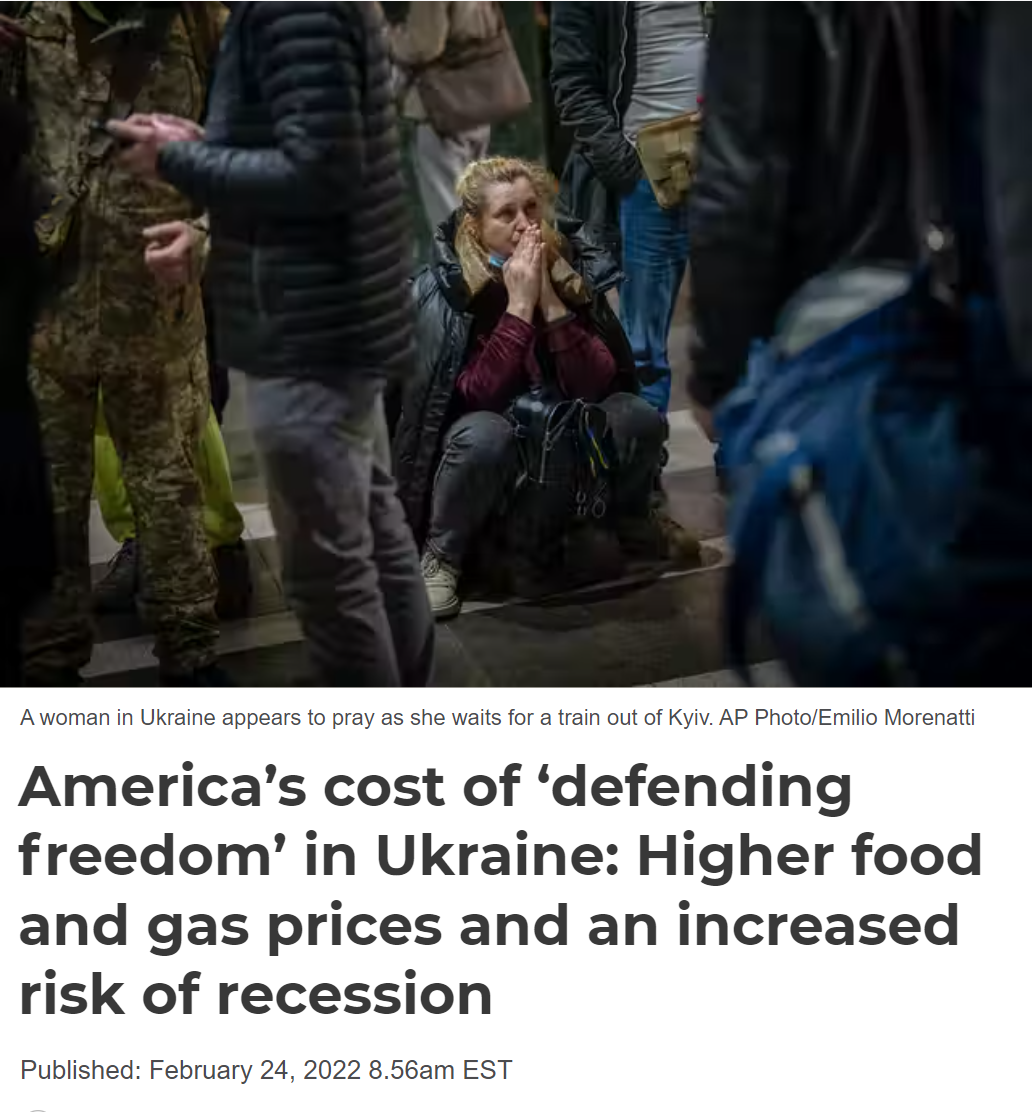 A woman in Ukraine appears to pray as she waits for a train out of Kyiv. AP Photo/Emilio Morenatti
America’s cost of ‘defending
freedom’ in Ukraine: Higher food
and gas prices and an increased
risk of recession
Published: February 24, 2022 8.56am EST